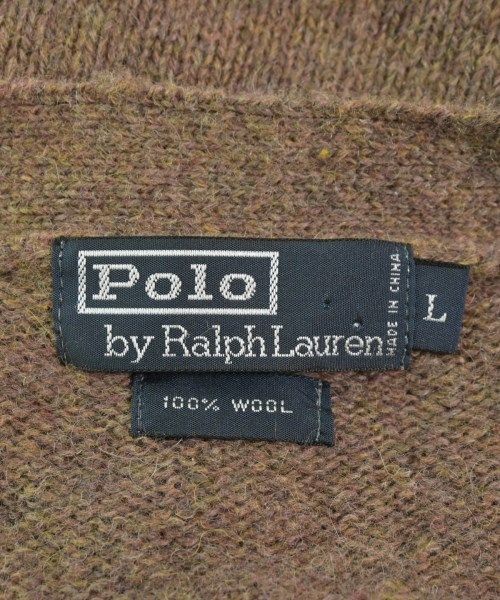 Polo
by Ralph Lauren
MADE IN CHINA
L
100% WOOL